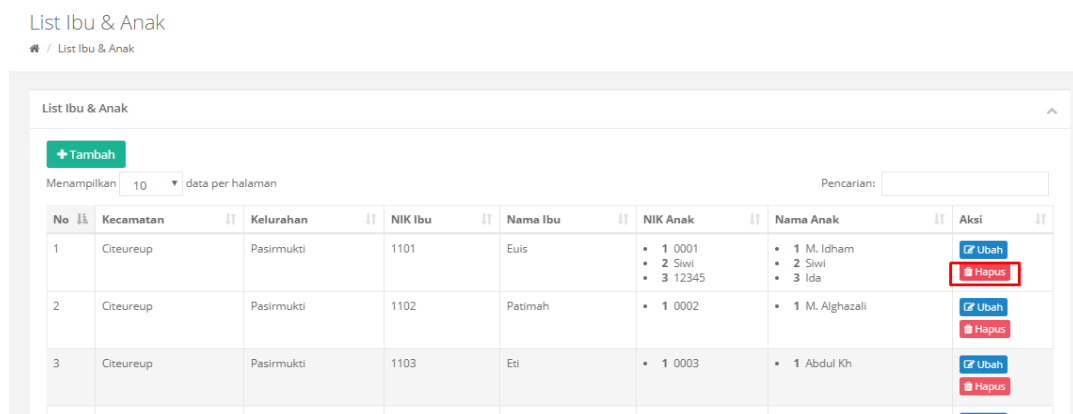 List Ibu & Anak
/ List Ibu & Anak
List Ibu & Anak
+Tambah
Menampilkan 10 data per halaman Pencarian:
No Kecamatan Kelurahan NIK Ibu Nama Ibu NIK Anak Nama Anak Aksi
1 Citeureup Pasirmukti 1101 Euis • 1 0001 • 1 M. Idham Ubah
• 2 Siwi • 2 Siwi Hapus
• 3 12345 • 3 Ida
2 Citeureup Pasirmukti 1102 Patimah • 1 0002 • 1 M. Alghazali Ubah
Hapus
3 Citeureup Pasirmukti 1103 Eti • 1 0003 • 1 Abdul Kh Ubah
Hapus